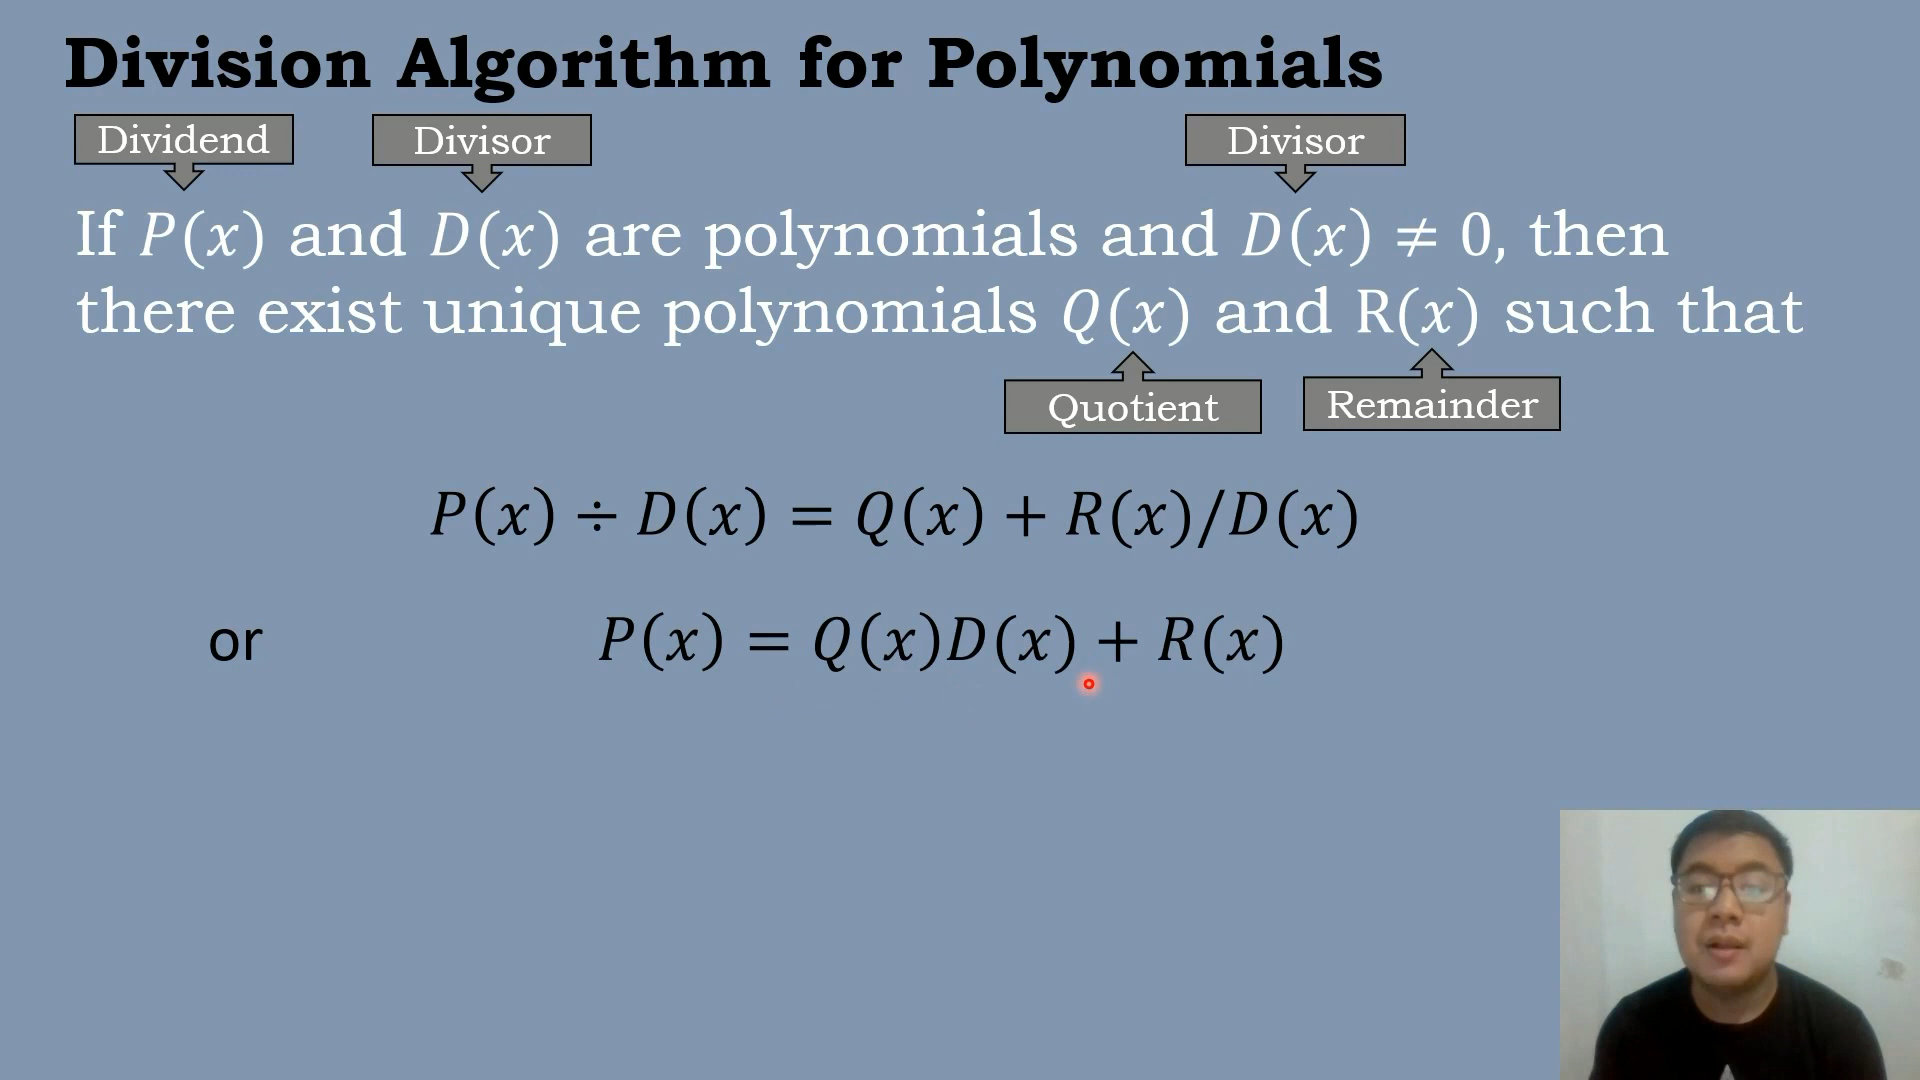 Division Algorithm for Polynomials
Dividend Divisor Divisor
If P(x) and D(x) are polynomials and D(x) ≠ 0, then
there exist unique polynomials Q(x) and R(x) such that
Quotient Remainder
P(x) ÷ D(x) = Q(x) + R(x)/D(x)
or P(x) = Q(x)D(x) + R(x)